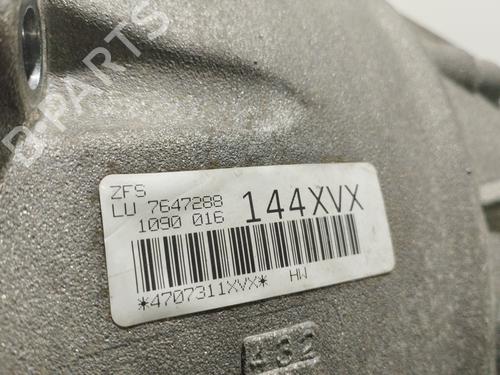 B-PARTS
ZFS
LU 7647288
1090 016 144XVX
*4707311XVX* HW
432